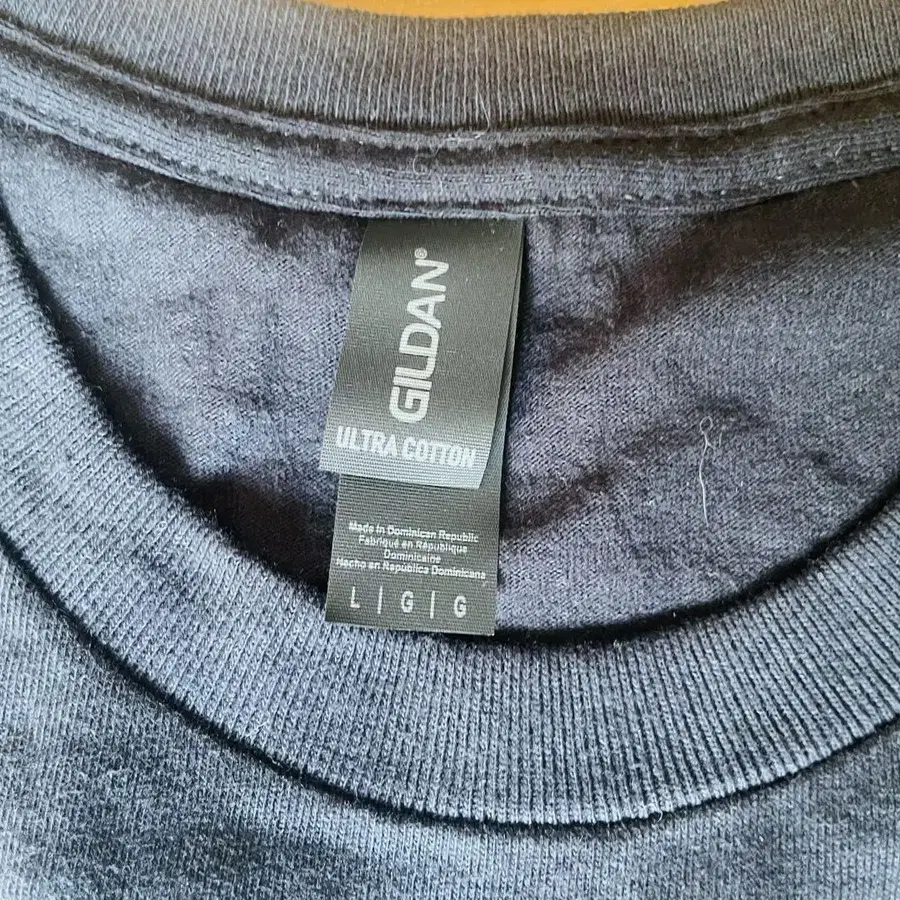 GILDAN®
ULTRA COTTON
Made in Dominican Republic
Fabriqué en République
Dominicaine
Hecho en Republica Dominicana
L | G | G